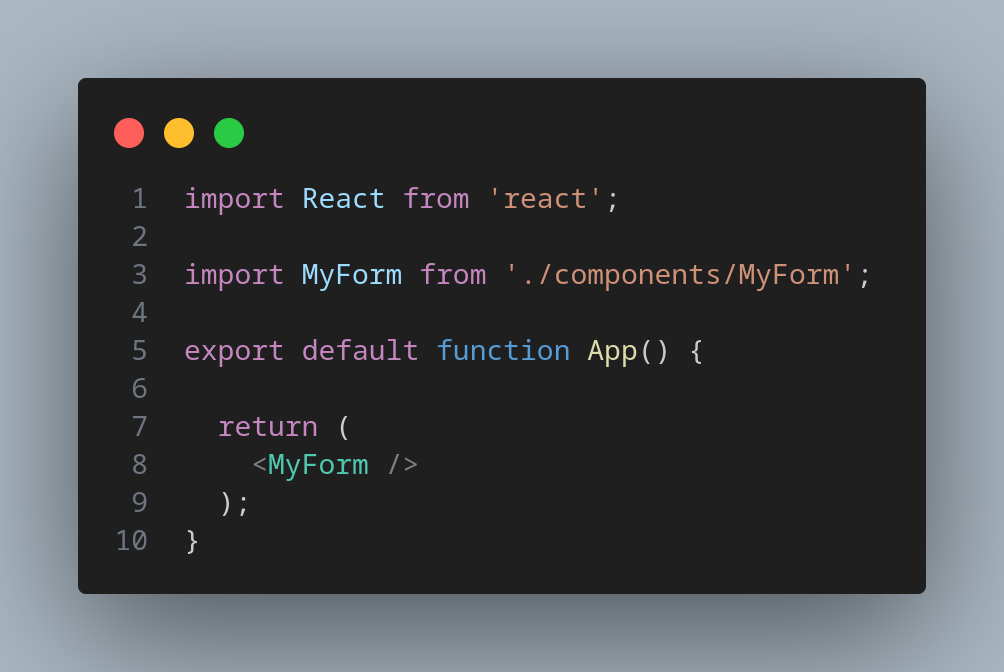 1 import React from 'react';
2
3 import MyForm from './components/MyForm';
4
5 export default function App() {
6
7   return (
8     <MyForm />
9   );
10 }